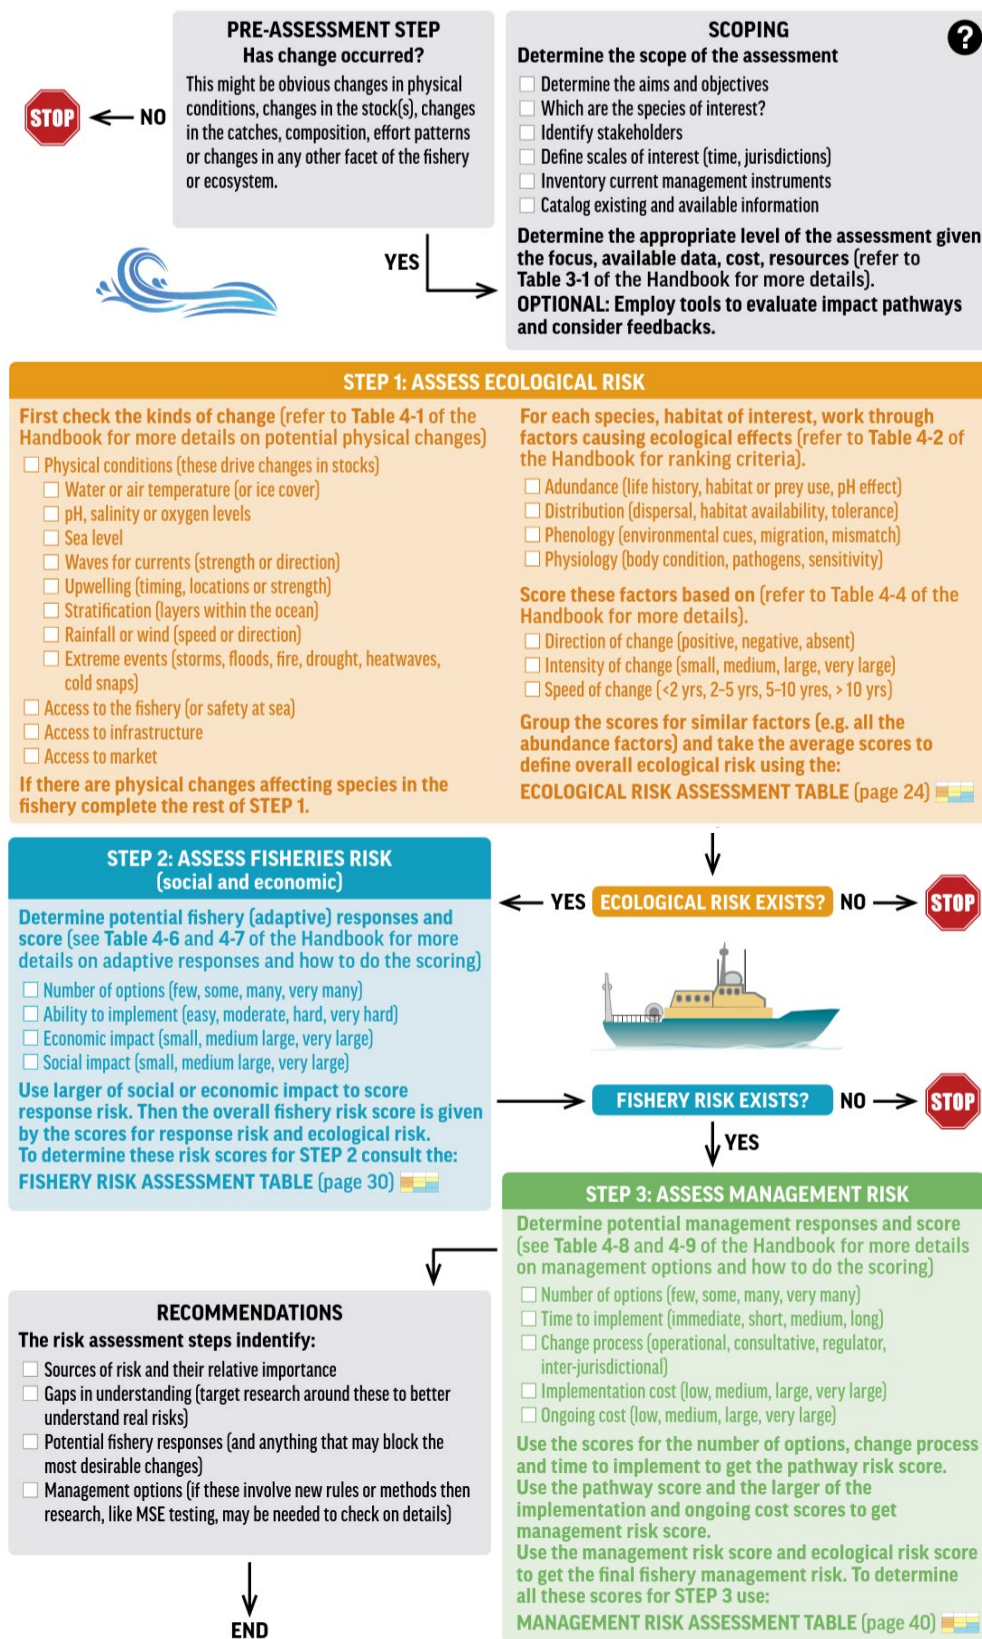 PRE-ASSESSMENT STEP
Has change occurred?
This might be obvious changes in physical
conditions, changes in the stock(s), changes
in the catches, composition, effort patterns
or changes in any other facet of the fishery
or ecosystem.
NO
STOP
YES
SCOPING
?
Determine the scope of the assessment
Determine the aims and objectives
Which are the species of interest?
Identify stakeholders
Define scales of interest (time, jurisdictions)
Inventory current management instruments
Catalog existing and available information
Determine the appropriate level of the assessment given
the focus, available data, cost, resources (refer to
Table 3-1 of the Handbook for more details).
OPTIONAL: Employ tools to evaluate impact pathways
and consider feedbacks.
STEP 1: ASSESS ECOLOGICAL RISK
First check the kinds of change (refer to Table 4-1 of the
Handbook for more details on potential physical changes)
Physical conditions (these drive changes in stocks)
Water or air temperature (or ice cover)
pH, salinity or oxygen levels
Sea level
Waves for currents (strength or direction)
Upwelling (timing, locations or strength)
Stratification (layers within the ocean)
Rainfall or wind (speed or direction)
Extreme events (storms, floods, fire, drought, heatwaves,
cold snaps)
Access to the fishery (or safety at sea)
Access to infrastructure
Access to market
If there are physical changes affecting species in the
fishery complete the rest of STEP 1.
For each species, habitat of interest, work through
factors causing ecological effects (refer to Table 4-2 of
the Handbook for ranking criteria).
Adundance (life history, habitat or prey use, pH effect)
Distribution (dispersal, habitat availability, tolerance)
Phenology (environmental cues, migration, mismatch)
Physiology (body condition, pathogens, sensitivity)
Score these factors based on (refer to Table 4-4 of the
Handbook for more details).
Direction of change (positive, negative, absent)
Intensity of change (small, medium, large, very large)
Speed of change (<2 yrs, 2-5 yrs, 5-10 yres, > 10 yrs)
Group the scores for similar factors (e.g. all the
abundance factors) and take the average scores to
define overall ecological risk using the:
ECOLOGICAL RISK ASSESSMENT TABLE (page 24)
YES
ECOLOGICAL RISK EXISTS?
NO
STOP
STEP 2: ASSESS FISHERIES RISK
(social and economic)
Determine potential fishery (adaptive) responses and
score (see Table 4-6 and 4-7 of the Handbook for more
details on adaptive responses and how to do the scoring)
Number of options (few, some, many, very many)
Ability to implement (easy, moderate, hard, very hard)
Economic impact (small, medium large, very large)
Social impact (small, medium large, very large)
Use larger of social or economic impact to score
response risk. Then the overall fishery risk score is given
by the scores for response risk and ecological risk.
To determine these risk scores for STEP 2 consult the:
FISHERY RISK ASSESSMENT TABLE (page 30)
FISHERY RISK EXISTS?
NO
STOP
YES
STEP 3: ASSESS MANAGEMENT RISK
Determine potential management responses and score
(see Table 4-8 and 4-9 of the Handbook for more details
on management options and how to do the scoring)
Number of options (few, some, many, very many)
Time to implement (immediate, short, medium, long)
Change process (operational, consultative, regulator,
inter-jurisdictional)
Implementation cost (low, medium, large, very large)
Ongoing cost (low, medium, large, very large)
Use the scores for the number of options, change process
and time to implement to get the pathway risk score.
Use the pathway score and the larger of the
implementation and ongoing cost scores to get
management risk score.
Use the management risk score and ecological risk score
to get the final fishery management risk. To determine
all these scores for STEP 3 use:
MANAGEMENT RISK ASSESSMENT TABLE (page 40)
RECOMMENDATIONS
The risk assessment steps indentify:
Sources of risk and their relative importance
Gaps in understanding (target research around these to better
understand real risks)
Potential fishery responses (and anything that may block the
most desirable changes)
Management options (if these involve new rules or methods then
research, like MSE testing, may be needed to check on details)
END